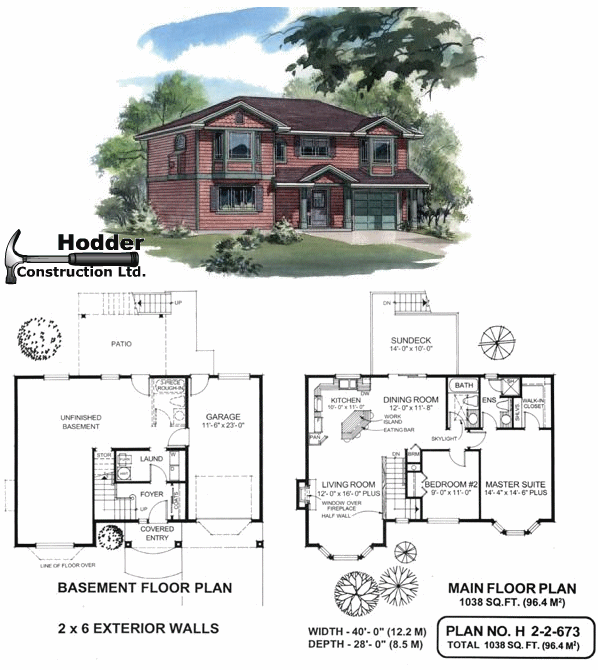 Hodder
Construction Ltd.
UP
PATIO
3-PIECE
ROUGH-IN
UNFINISHED
BASEMENT
GARAGE
11'-6" x 23'-0"
STOR
LAUND
W
D
UP
FOYER
COATS
COVERED
ENTRY
LINE OF FLOOR OVER
BASEMENT FLOOR PLAN
2 x 6 EXTERIOR WALLS
DN
SUNDECK
14'- 0" x 10'- 0"
DW
KITCHEN
10'- 0" x 11'- 0"
DINING ROOM
12'- 0" x 11'- 8"
BATH
ENS
SHLVS
WALK-IN
CLOSET
WORK
ISLAND
EATING BAR
PAN
SKYLIGHT
DN
BRM
LIVING ROOM
12'- 0" x 16'- 0" PLUS
WINDOW OVER
FIREPLACE
HALF WALL
BEDROOM #2
9'- 0" x 11'- 0"
MASTER SUITE
14'- 4" x 14'- 6" PLUS
MAIN FLOOR PLAN
1038 SQ.FT. (96.4 M²)
WIDTH - 40'- 0" (12.2 M)
DEPTH - 28'- 0" (8.5 M)
PLAN NO. H 2-2-673
TOTAL 1038 SQ.FT. (96.4 M²)